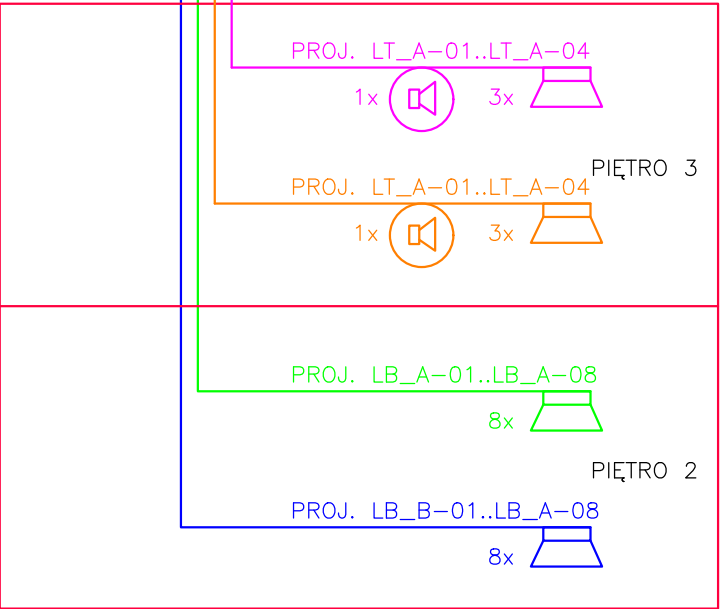 PROJ. LT_A-01..LT_A-04
1x 3x
PIĘTRO 3
PROJ. LT_A-01..LT_A-04
1x 3x
PROJ. LB_A-01..LB_A-08
8x
PIĘTRO 2
PROJ. LB_B-01..LB_A-08
8x